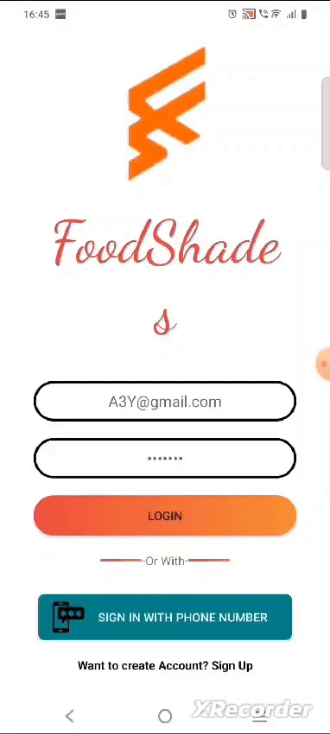 16:45
FoodShade
s
A3Y@gmail.com
•••••••
LOGIN
-Or With-
SIGN IN WITH PHONE NUMBER
Want to create Account? Sign Up
XRecorder